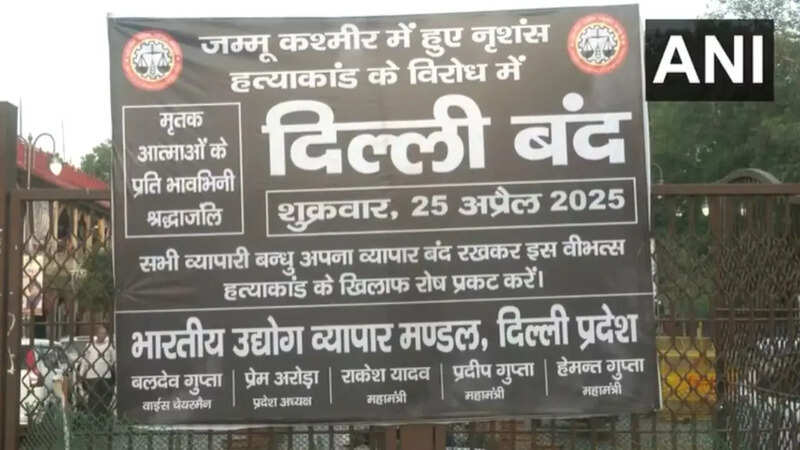 ANI
जम्मू कश्मीर में हुए नृशंस
हत्याकांड के विरोध में
मृतक
आत्माओं के
प्रति भावभिनी
श्रद्धाजलि
दिल्ली बंद
शुक्रवार, 25 अप्रैल 2025
सभी व्यापारी बन्धु अपना व्यापार बंद रखकर इस वीभत्स
हत्याकांड के खिलाफ रोष प्रकट करें।
भारतीय उद्योग व्यापार मण्डल, दिल्ली प्रदेश
बलदेव गुप्ता प्रेम अरोड़ा राकेश यादव प्रदीप गुप्ता हेमन्त गुप्ता
वाईस चेयरमैन प्रदेश अध्यक्ष महामंत्री महामंत्री महामंत्री